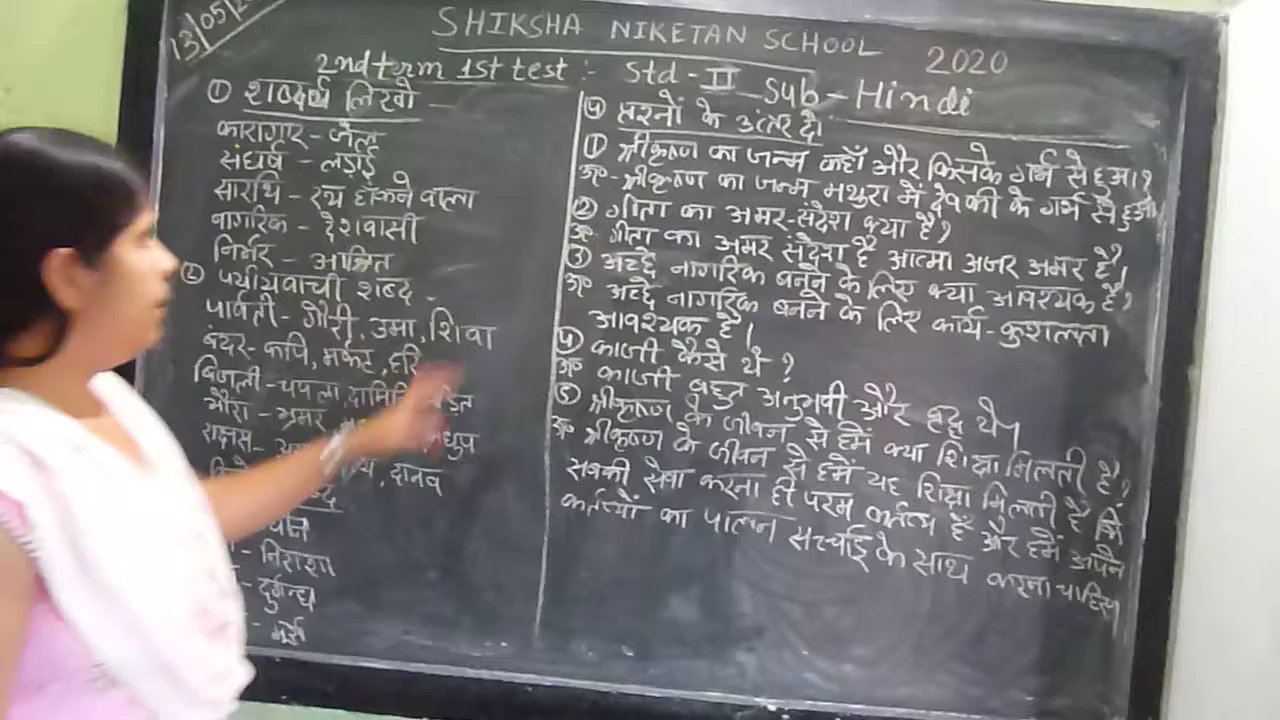 13/05/20
SHIKSHA NIKETAN SCHOOL 2020
2nd term 1st test :- Std - II Sub - Hindi
① शब्दार्थ लिखो
कारागार - जेल
संघर्ष - लड़ाई
सारथि - रथ हाँकने वाला
नागरिक - देशवासी
निर्भर - आश्रित
② पर्यायवाची शब्द -
पार्वती - गौरी, उमा, शिवा
बंदर - कपि, मर्कट, हरि
बिजली - चपला, दामिनि
भौंरा - भ्रमर
राक्षस - दानव
- निराशा
- दुर्गन्ध
④ प्रश्नों के उत्तर दो
① श्रीकृष्ण का जन्म कहाँ और किसके गर्भ से हुआ?
उ०- श्रीकृष्ण का जन्म मथुरा में देवकी के गर्भ से हुआ।
② गीता का अमर-संदेश क्या है?
उ० गीता का अमर संदेश है आत्मा अजर अमर है।
③ अच्छे नागरिक बनने के लिए क्या आवश्यक है?
उ० अच्छे नागरिक बनने के लिए कार्य-कुशलता
आवश्यक है।
④ काजी कैसे थे?
उ० काजी बहुत अनुभवी और वृद्ध थे।
⑤ श्रीकृष्ण के जीवन से हमें क्या शिक्षा मिलती है?
उ० श्रीकृष्ण के जीवन से हमें यह शिक्षा मिलती है कि
सबकी सेवा करना ही परम कर्तव्य है और हमें अपने
कर्तव्यों का पालन सच्चाई के साथ करना चाहिए